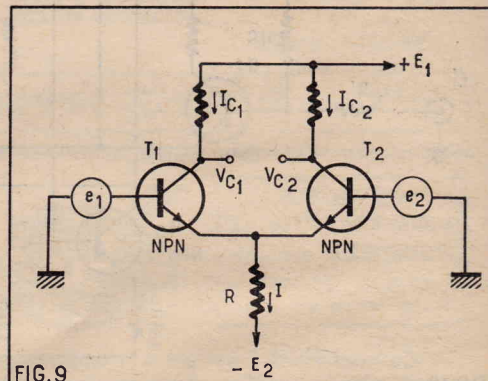 + E1
IC1
IC2
T1
T2
VC1
VC2
e1
e2
NPN
NPN
R
I
- E2
FIG.9